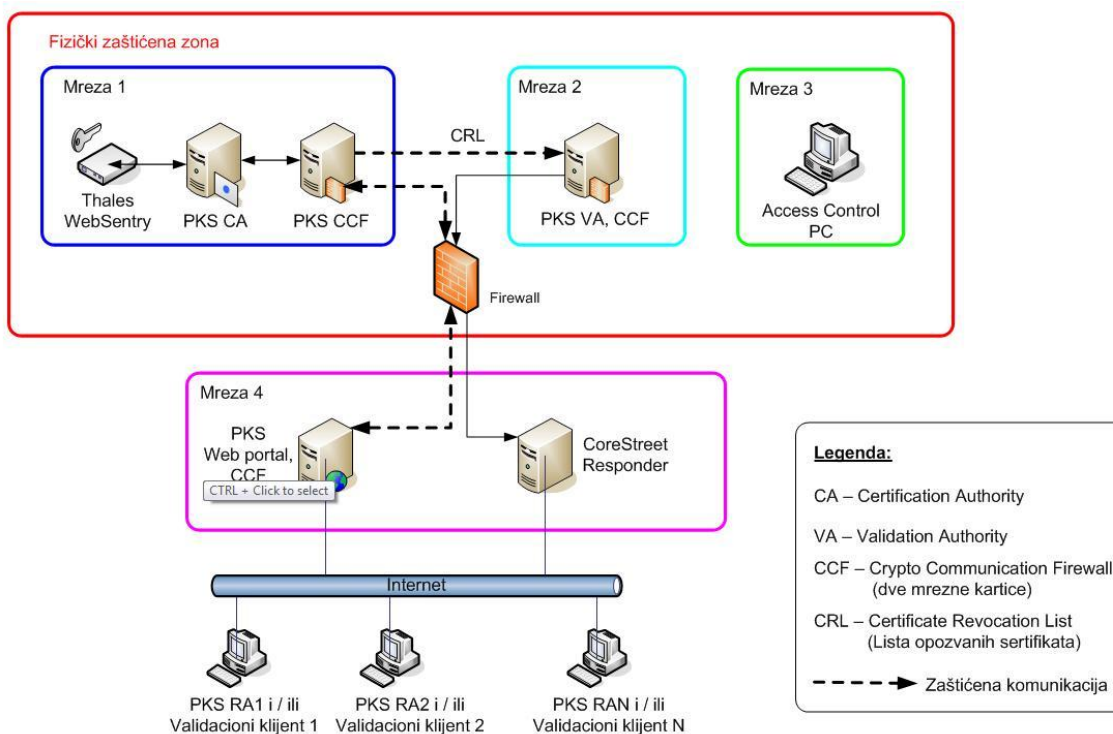 Fizički zaštićena zona
Mreza 1
Thales
WebSentry
PKS CA
PKS CCF
CRL
Mreza 2
PKS VA, CCF
Mreza 3
Access Control
PC
Firewall
Mreza 4
PKS
Web portal,
CCF
CTRL + Click to select
CoreStreet
Responder
Internet
PKS RA1 i / ili
Validacioni klijent 1
PKS RA2 i / ili
Validacioni klijent 2
PKS RAN i / ili
Validacioni klijent N
Legenda:
CA – Certification Authority
VA – Validation Authority
CCF – Crypto Communication Firewall
(dve mrezne kartice)
CRL – Certificate Revocation List
(Lista opozvanih sertifikata)
Zaštićena komunikacija